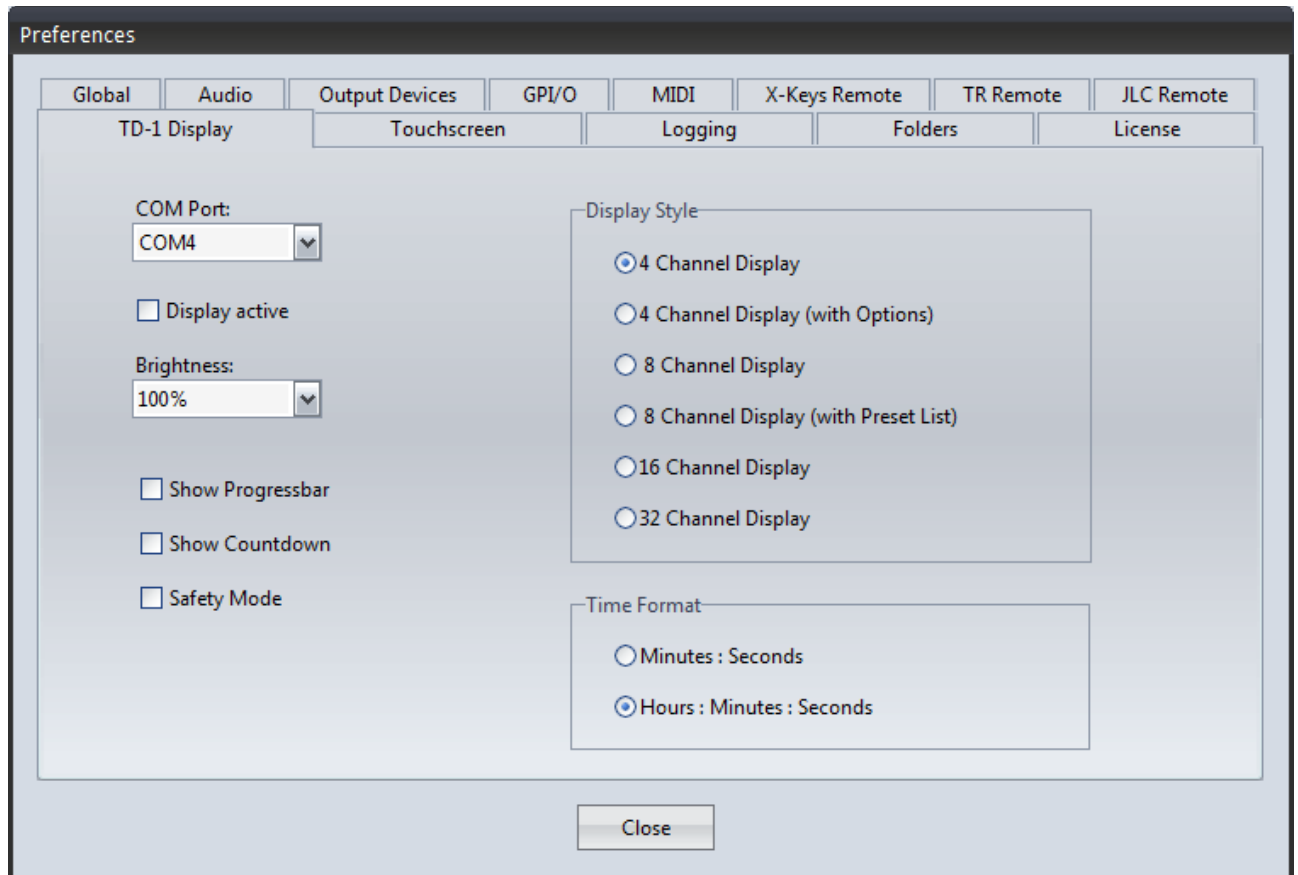 Preferences
Global Audio Output Devices GPI/O MIDI X-Keys Remote TR Remote JLC Remote
TD-1 Display Touchscreen Logging Folders License
COM Port:
COM4
Display active
Brightness:
100%
Show Progressbar
Show Countdown
Safety Mode
Display Style
4 Channel Display
4 Channel Display (with Options)
8 Channel Display
8 Channel Display (with Preset List)
16 Channel Display
32 Channel Display
Time Format
Minutes : Seconds
Hours : Minutes : Seconds
Close